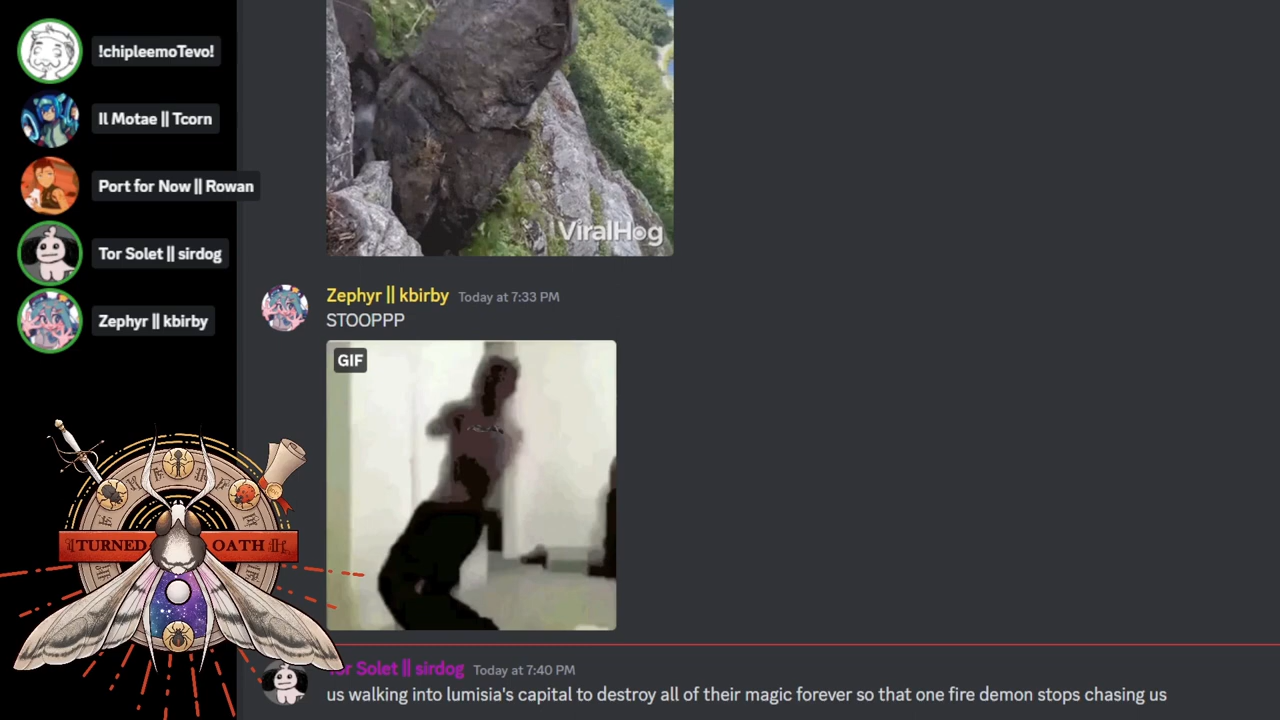 !chipleemoTevo!
Il Motae || Tcorn
Port for Now || Rowan
Tor Solet || sirdog
Zephyr || kbirby
TURNED OATH
ViralHog
Zephyr || kbirby Today at 7:33 PM
STOOPPP
GIF
Tor Solet || sirdog Today at 7:40 PM
us walking into lumisia's capital to destroy all of their magic forever so that one fire demon stops chasing us